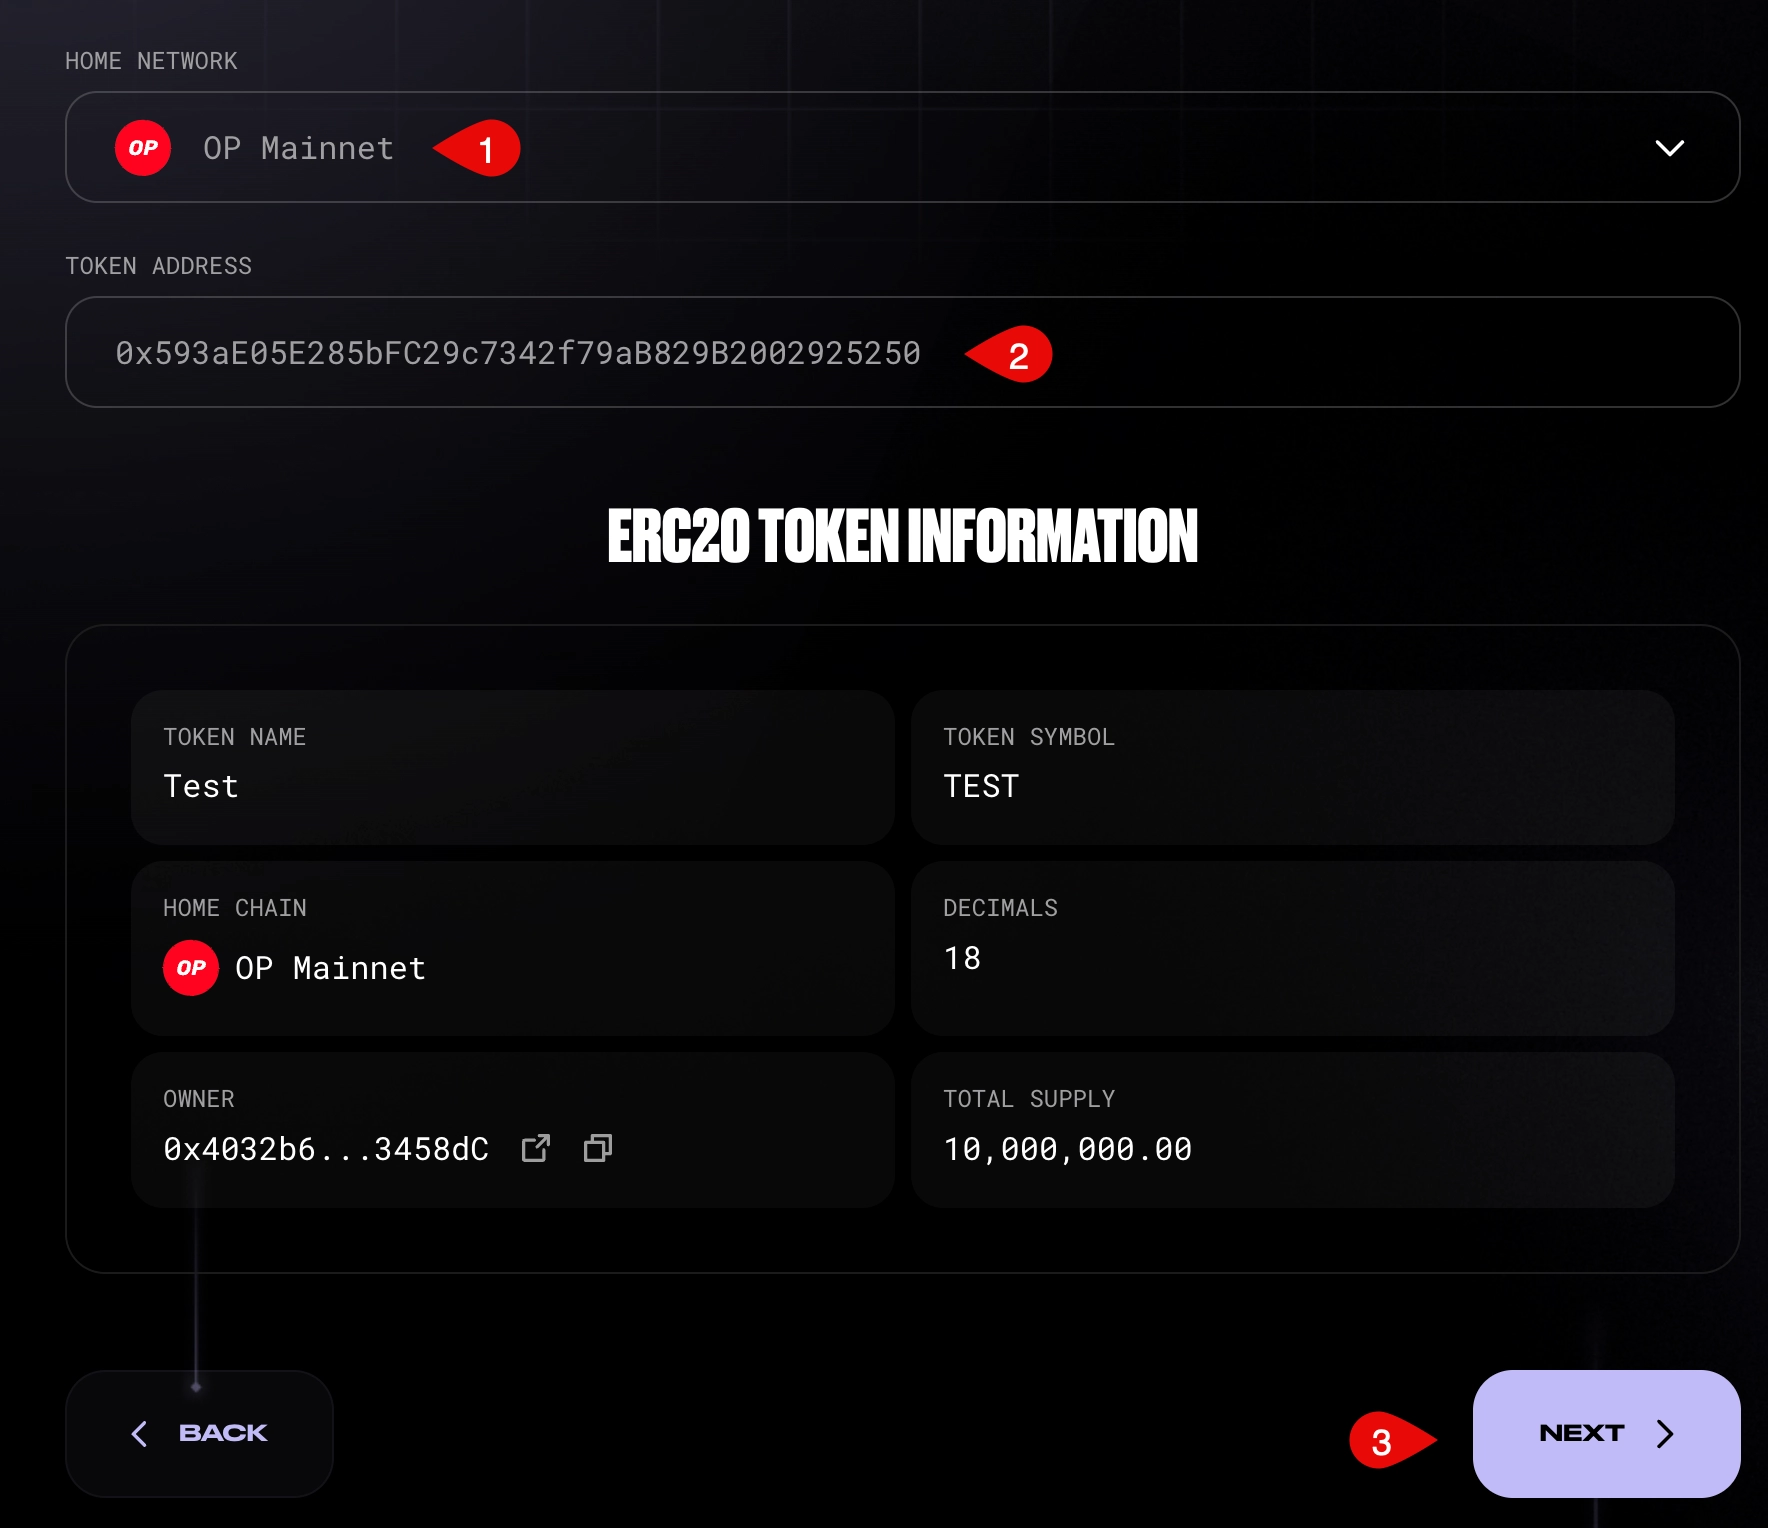 HOME NETWORK
OP OP Mainnet 1
TOKEN ADDRESS
0x593aE05E285bFC29c7342f79aB829B2002925250 2
ERC20 TOKEN INFORMATION
TOKEN NAME
Test
TOKEN SYMBOL
TEST
HOME CHAIN
OP OP Mainnet
DECIMALS
18
OWNER
0x4032b6...3458dC
TOTAL SUPPLY
10,000,000.00
BACK
3
NEXT